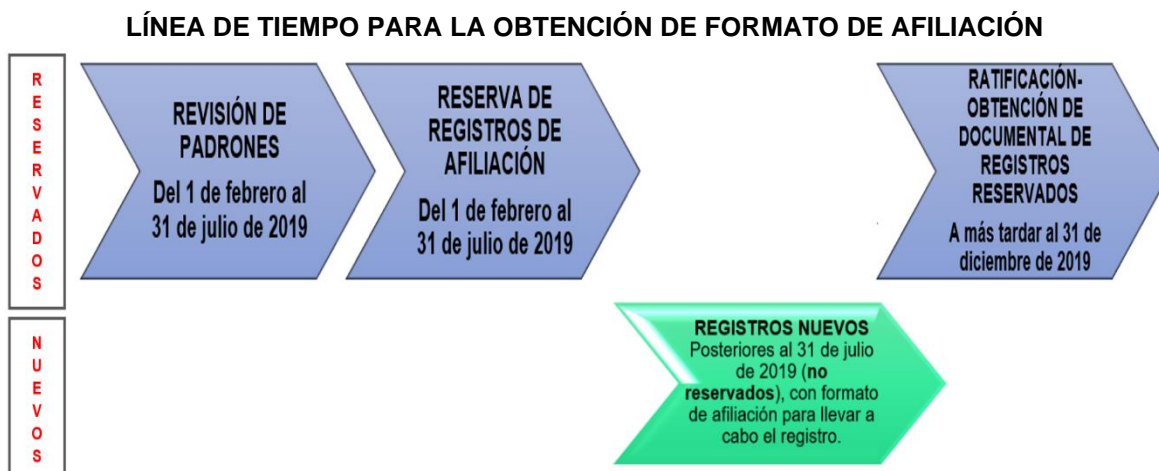 LÍNEA DE TIEMPO PARA LA OBTENCIÓN DE FORMATO DE AFILIACIÓN
RESERVADOS
REVISIÓN DE
PADRONES
Del 1 de febrero al
31 de julio de 2019
RESERVA DE
REGISTROS DE
AFILIACIÓN
Del 1 de febrero al
31 de julio de 2019
RATIFICACIÓN-
OBTENCIÓN DE
DOCUMENTAL DE
REGISTROS
RESERVADOS
A más tardar al 31 de
diciembre de 2019
NUEVOS
REGISTROS NUEVOS
Posteriores al 31 de julio
de 2019 (no
reservados), con formato
de afiliación para llevar a
cabo el registro.